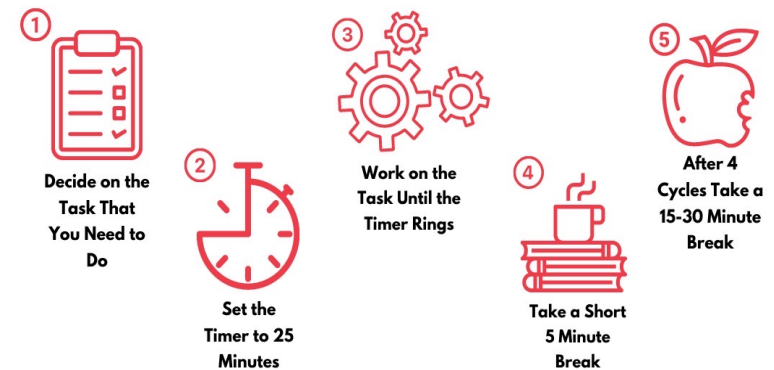 1
Decide on the
Task That
You Need to
Do
2
Set the
Timer to 25
Minutes
3
Work on the
Task Until the
Timer Rings
4
Take a Short
5 Minute
Break
5
After 4
Cycles Take a
15-30 Minute
Break